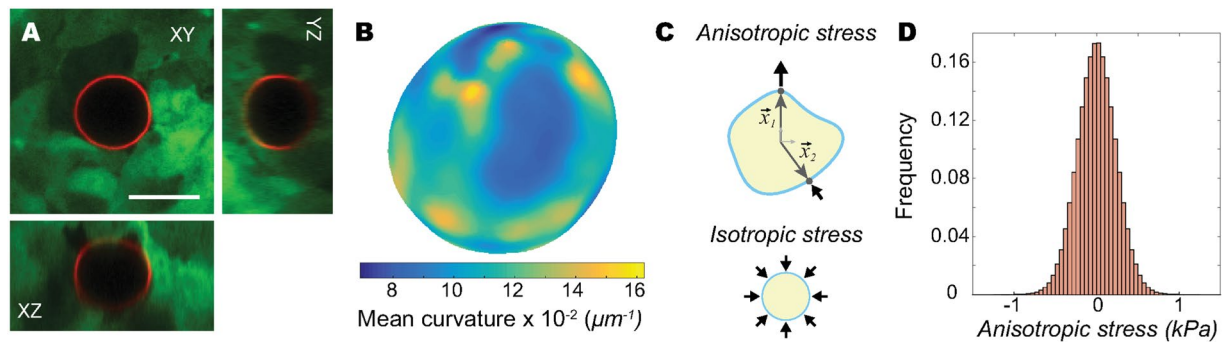 A
XY
YZ
XZ
B
8 10 12 14 16
Mean curvature x 10⁻² (μm⁻¹)
C
Anisotropic stress
x⃗₁
x⃗₂
Isotropic stress
D
Frequency
0.16
0.12
0.08
0.04
0
-1 0 1
Anisotropic stress (kPa)